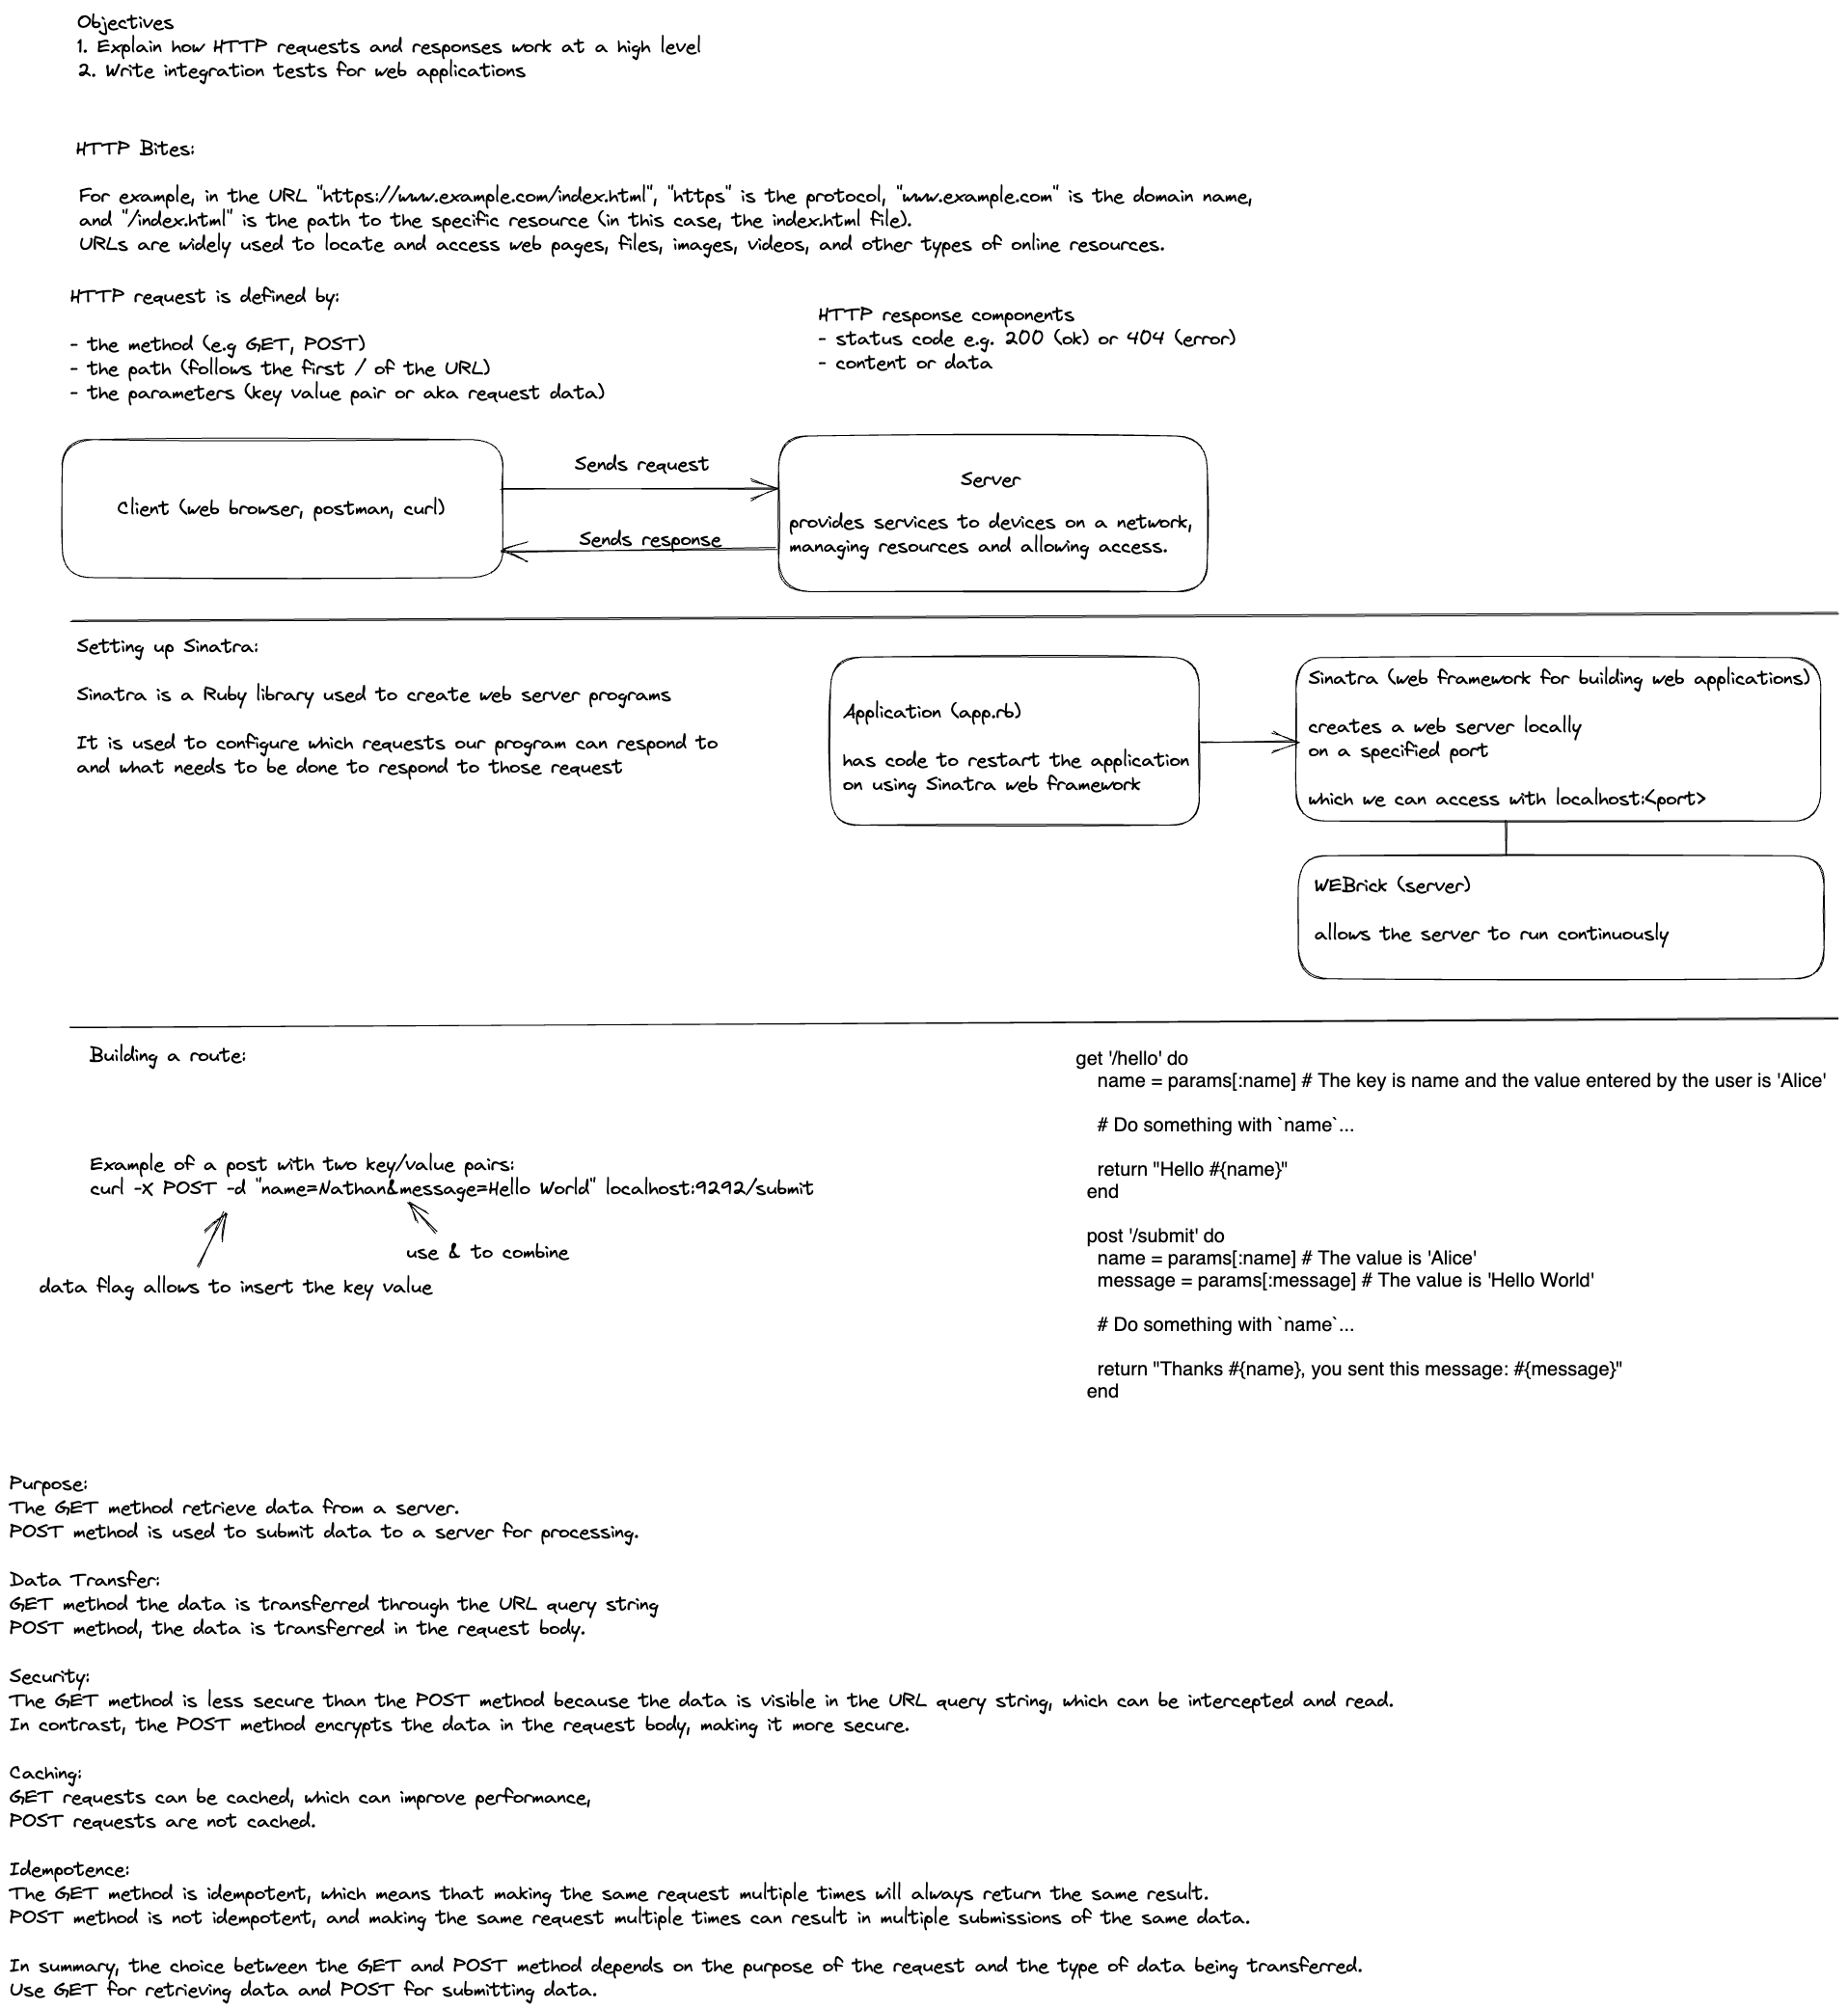 Objectives
1. Explain how HTTP requests and responses work at a high level
2. Write integration tests for web applications
HTTP Bites:
For example, in the URL "https://www.example.com/index.html", "https" is the protocol, "www.example.com" is the domain name,
and "/index.html" is the path to the specific resource (in this case, the index.html file).
URLs are widely used to locate and access web pages, files, images, videos, and other types of online resources.
HTTP request is defined by:
- the method (e.g GET, POST)
- the path (follows the first / of the URL)
- the parameters (key value pair or aka request data)
HTTP response components
- status code e.g. 200 (ok) or 404 (error)
- content or data
Client (web browser, postman, curl)
Sends request
Sends response
Server
provides services to devices on a network,
managing resources and allowing access.
Setting up Sinatra:
Sinatra is a Ruby library used to create web server programs
It is used to configure which requests our program can respond to
and what needs to be done to respond to those request
Application (app.rb)
has code to restart the application
on using Sinatra web framework
Sinatra (web framework for building web applications)
creates a web server locally
on a specified port
which we can access with localhost:<port>
WEBrick (server)
allows the server to run continuously
Building a route:
Example of a post with two key/value pairs:
curl -X POST -d "name=Nathan&message=Hello World" localhost:9292/submit
use & to combine
data flag allows to insert the key value
get '/hello' do
name = params[:name] # The key is name and the value entered by the user is 'Alice'
# Do something with `name`...
return "Hello #{name}"
end
post '/submit' do
name = params[:name] # The value is 'Alice'
message = params[:message] # The value is 'Hello World'
# Do something with `name`...
return "Thanks #{name}, you sent this message: #{message}"
end
Purpose:
The GET method retrieve data from a server.
POST method is used to submit data to a server for processing.
Data Transfer:
GET method the data is transferred through the URL query string
POST method, the data is transferred in the request body.
Security:
The GET method is less secure than the POST method because the data is visible in the URL query string, which can be intercepted and read.
In contrast, the POST method encrypts the data in the request body, making it more secure.
Caching:
GET requests can be cached, which can improve performance,
POST requests are not cached.
Idempotence:
The GET method is idempotent, which means that making the same request multiple times will always return the same result.
POST method is not idempotent, and making the same request multiple times can result in multiple submissions of the same data.
In summary, the choice between the GET and POST method depends on the purpose of the request and the type of data being transferred.
Use GET for retrieving data and POST for submitting data.